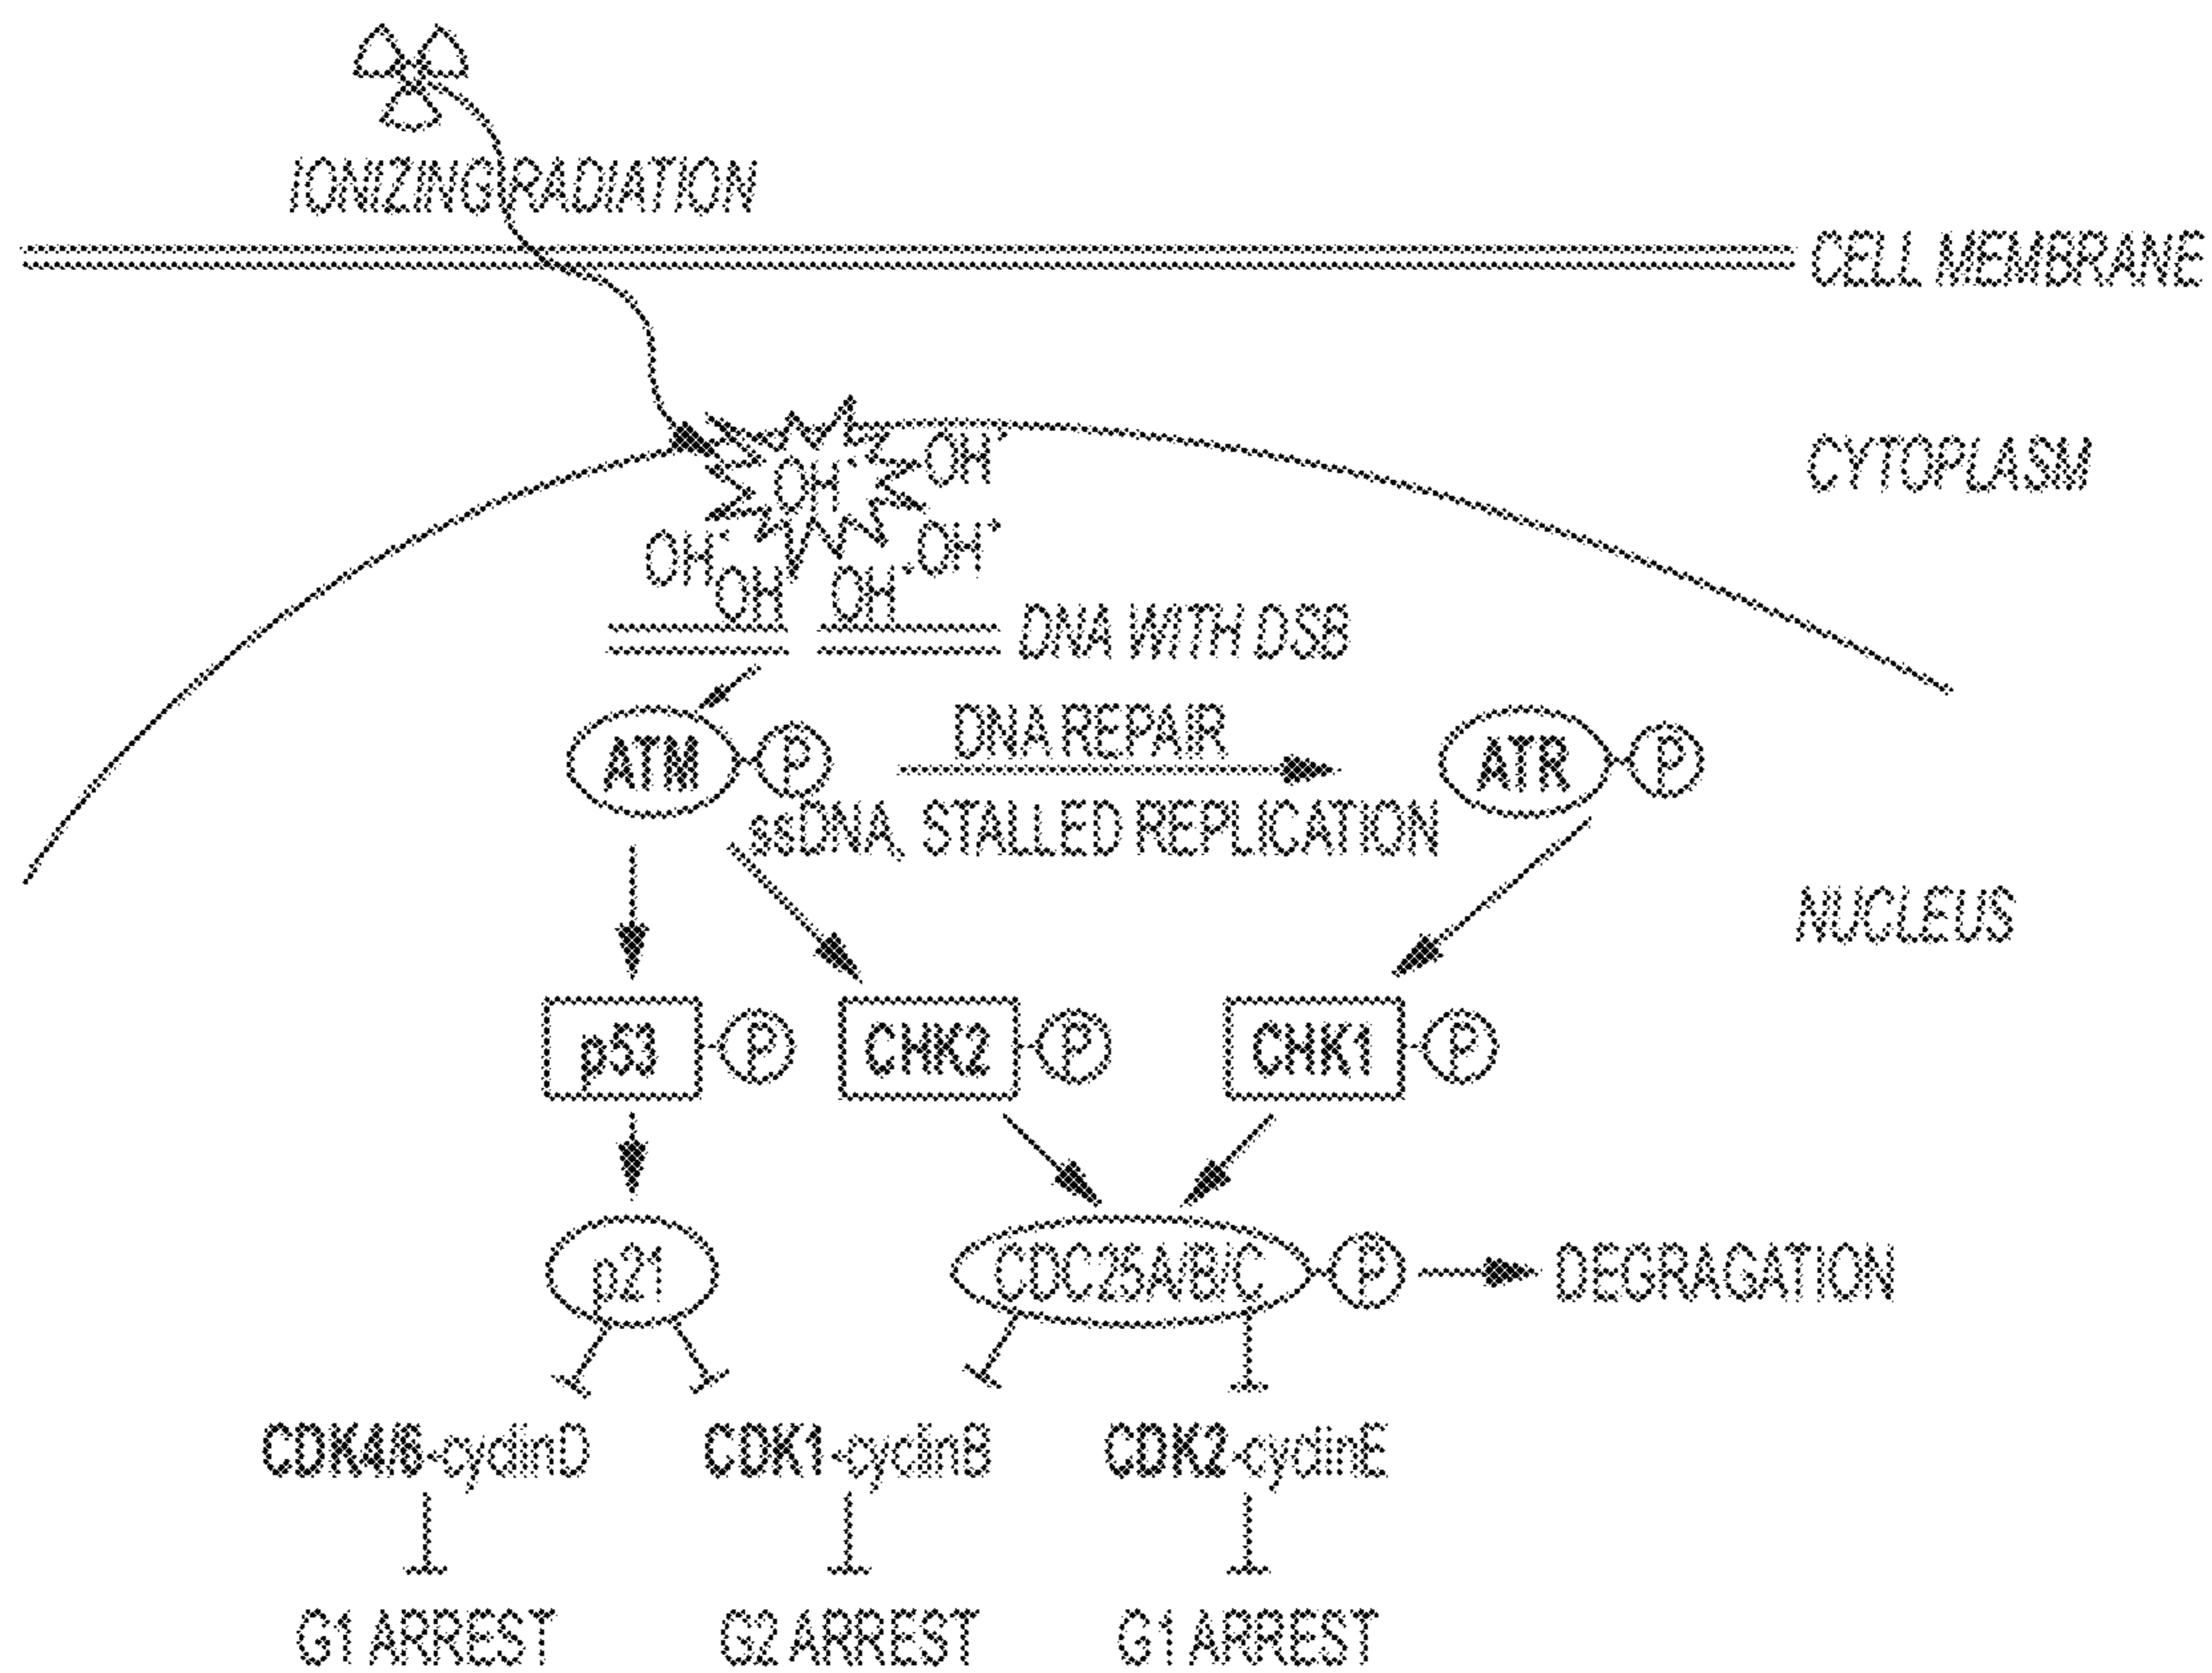 IONIZING RADIATION
CELL MEMBRANE
CYTOPLASM
OH-
OH-
OH-
OH-
OH-
OH-
DNA WITH DSB
ATM P
DNA REPAIR
ATR P
ssDNA, STALLED REPLICATION
NUCLEUS
p53 P
CHK2 P
CHK1 P
p21
CDC25A/B/C P
DEGRAGATION
CDK4/6-cyclinD
CDK1-cyclinB
CDK2-cyclinE
G1 ARREST
G2 ARREST
G1 ARREST